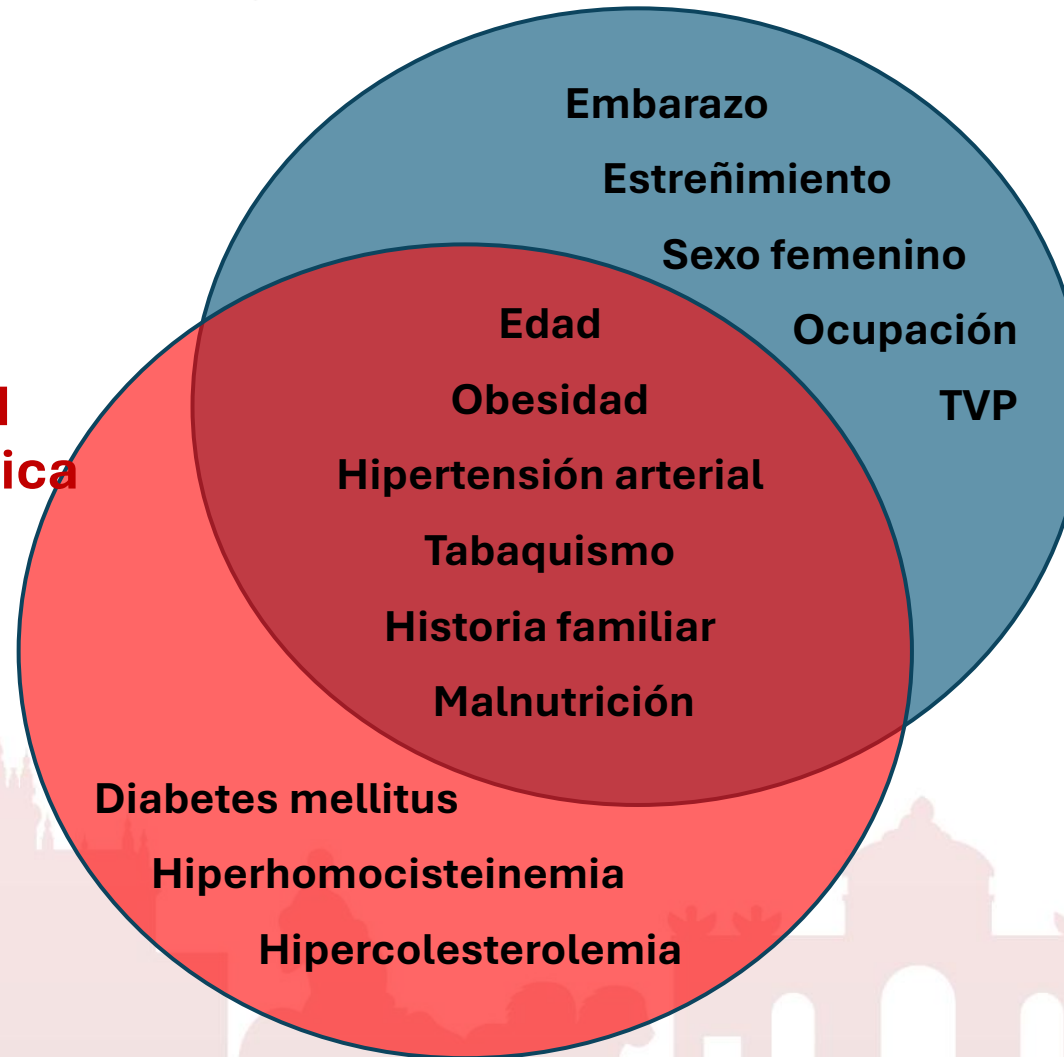 Embarazo
Estreñimiento
Sexo femenino
Edad
Ocupación
Obesidad
TVP
Hipertensión arterial
Tabaquismo
Historia familiar
Malnutrición
Diabetes mellitus
Hiperhomocisteinemia
Hipercolesterolemia